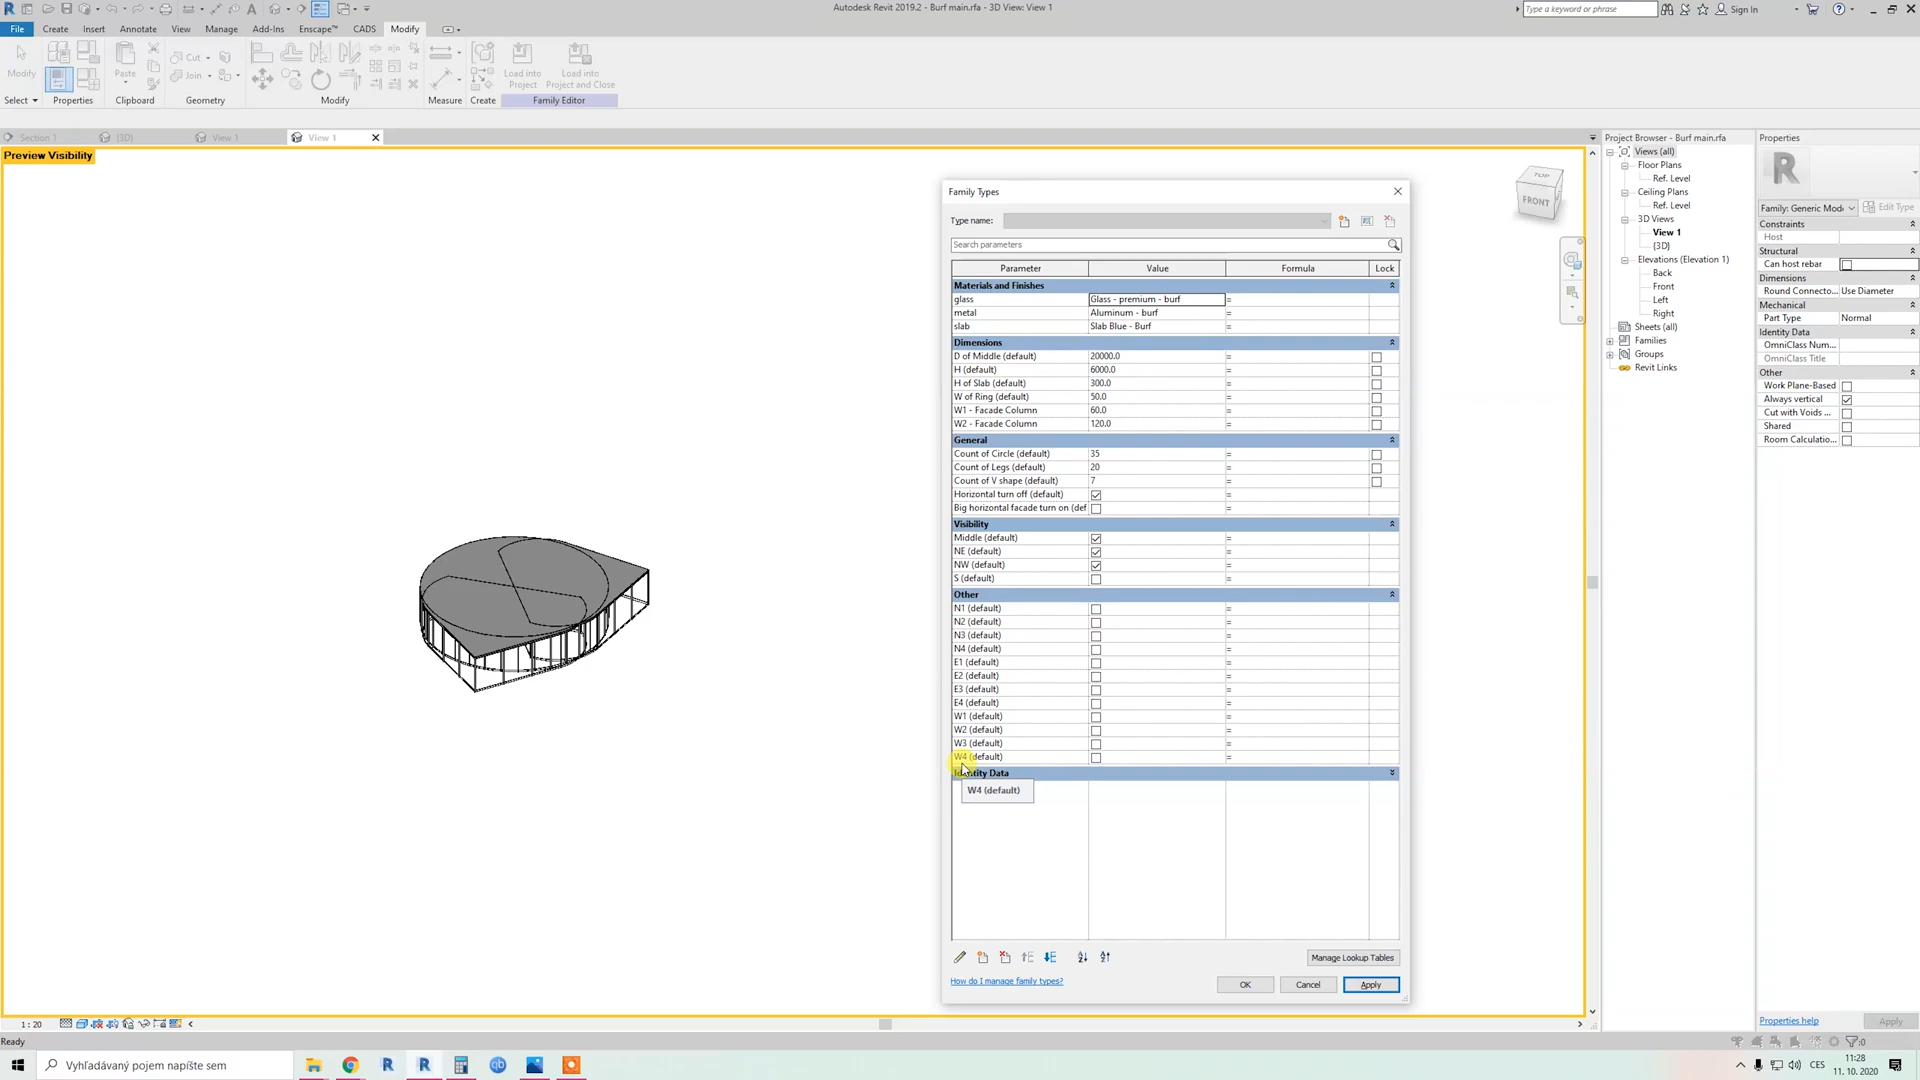 Autodesk Revit 2019.2 - Burf main.rfa - 3D View: View 1
Type a keyword or phrase
Sign In
File
Create
Insert
Annotate
View
Manage
Add-Ins
Enscape™
CADS
Modify
Modify
Paste
Cut
Join
Load into
Project
Load into
Project and Close
Select
Properties
Clipboard
Geometry
Modify
Measure
Create
Family Editor
Section 1
{3D}
View 1
View 1
Preview Visibility
TOP
FRONT
Family Types
Type name:
Search parameters
Parameter
Value
Formula
Lock
Materials and Finishes
glass
Glass - premium - burf
=
metal
Aluminum - burf
=
slab
Slab Blue - Burf
=
Dimensions
D of Middle (default)
20000.0
=
H (default)
6000.0
=
H of Slab (default)
300.0
=
W of Ring (default)
50.0
=
W1 - Facade Column
60.0
=
W2 - Facade Column
120.0
=
General
Count of Circle (default)
35
=
Count of Legs (default)
20
=
Count of V shape (default)
7
=
Horizontal turn off (default)
=
Big horizontal facade turn on (def
=
Visibility
Middle (default)
=
NE (default)
=
NW (default)
=
S (default)
=
Other
N1 (default)
=
N2 (default)
=
N3 (default)
=
N4 (default)
=
E1 (default)
=
E2 (default)
=
E3 (default)
=
E4 (default)
=
W1 (default)
=
W2 (default)
=
W3 (default)
=
W4 (default)
=
Identity Data
W4 (default)
Manage Lookup Tables
How do I manage family types?
OK
Cancel
Apply
Project Browser - Burf main.rfa
Views (all)
Floor Plans
Ref. Level
Ceiling Plans
Ref. Level
3D Views
View 1
{3D}
Elevations (Elevation 1)
Back
Front
Left
Right
Sheets (all)
Families
Groups
Revit Links
Properties
Family: Generic Mode
Edit Type
Constraints
Host
Structural
Can host rebar
Dimensions
Round Connecto...
Use Diameter
Mechanical
Part Type
Normal
Identity Data
OmniClass Num...
OmniClass Title
Other
Work Plane-Based
Always vertical
Cut with Voids ...
Shared
Room Calculatio...
Properties help
Apply
1 : 20
Ready
:0
Vyhľadávaný pojem napíšte sem
CES
11:28
11. 10. 2020